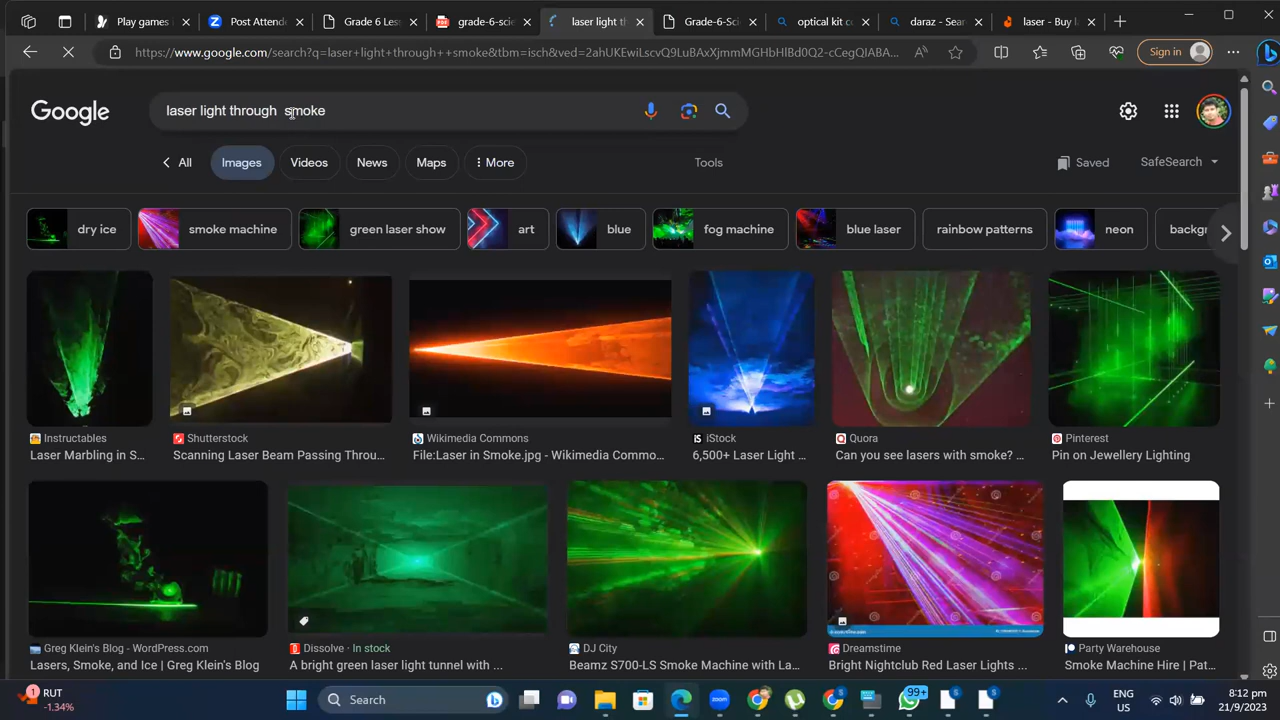 Play games
Post Attende
Grade 6 Less
grade-6-scie
laser light th
Grade-6-Sci
optical kit co
daraz - Sear
laser - Buy l
https://www.google.com/search?q=laser+light+through++smoke&tbm=isch&ved=2ahUKEwiLscvQ9LuBAxXjmmMGHbHlBd0Q2-cCegQIABA...
Sign in
Google
laser light through  smoke
All
Images
Videos
News
Maps
More
Tools
Saved
SafeSearch
dry ice
smoke machine
green laser show
art
blue
fog machine
blue laser
rainbow patterns
neon
backgr
Instructables
Laser Marbling in S...
Shutterstock
Scanning Laser Beam Passing Throu...
Wikimedia Commons
File:Laser in Smoke.jpg - Wikimedia Commo...
iStock
6,500+ Laser Light ...
Quora
Can you see lasers with smoke? ...
Pinterest
Pin on Jewellery Lighting
Greg Klein's Blog - WordPress.com
Lasers, Smoke, and Ice | Greg Klein's Blog
Dissolve · In stock
A bright green laser light tunnel with ...
DJ City
Beamz S700-LS Smoke Machine with La...
Dreamstime
Bright Nightclub Red Laser Lights ...
Party Warehouse
Smoke Machine Hire | Pat...
1
RUT
-1.34%
Search
zoom
99+
ENG
US
8:12 pm
21/9/2023